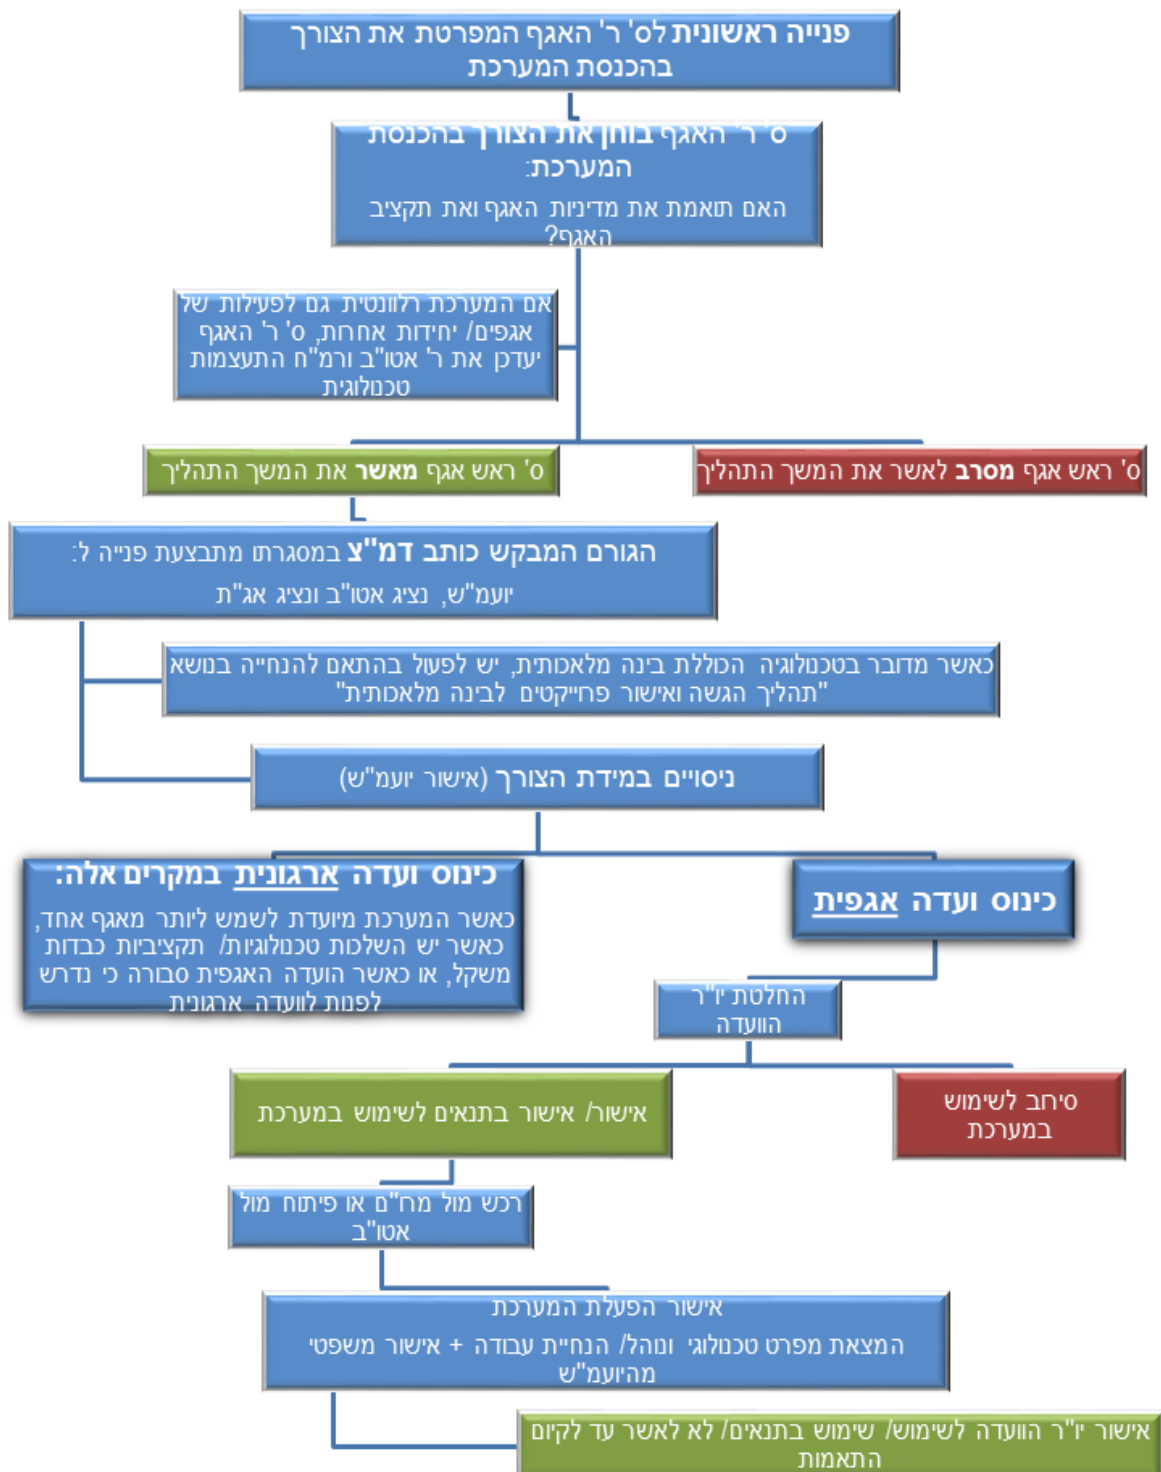 פנייה ראשונית לס' ר' האגף המפרטת את הצורך
בהכנסת המערכת
ס' ר' האגף בוחן את הצורך בהכנסת
המערכת:
האם תואמת את מדיניות האגף ואת תקציב
האגף?
אם המערכת רלוונטית גם לפעילות של
אגפים/ יחידות אחרות, ס' ר' האגף
יעדכן את ר' אטו"ב ורמ"ח התעצמות
טכנולוגית
ס' ראש אגף מסרב לאשר את המשך התהליך
ס' ראש אגף מאשר את המשך התהליך
הגורם המבקש כותב דמ"צ במסגרתו מתבצעת פנייה ל:
יועמ"ש, נציג אטו"ב ונציג אג"ת
כאשר מדובר בטכנולוגיה הכוללת בינה מלאכותית, יש לפעול בהתאם להנחייה בנושא
"תהליך הגשה ואישור פרוייקטים לבינה מלאכותית"
ניסויים במידת הצורך (אישור יועמ"ש)
כינוס ועדה אגפית
כינוס ועדה ארגונית במקרים אלה:
כאשר המערכת מיועדת לשמש ליותר מאגף אחד,
כאשר יש השלכות טכנולוגיות/ תקציביות כבדות
משקל, או כאשר הועדה האגפית סבורה כי נדרש
לפנות לוועדה ארגונית
החלטת יו"ר
הוועדה
סירוב לשימוש
במערכת
אישור/ אישור בתנאים לשימוש במערכת
רכש מול מרו"ם או פיתוח מול
אטו"ב
אישור הפעלת המערכת
המצאת מפרט טכנולוגי ונוהל/ הנחיית עבודה + אישור משפטי
מהיועמ"ש
אישור יו"ר הוועדה לשימוש/ שימוש בתנאים/ לא לאשר עד לקיום
התאמות